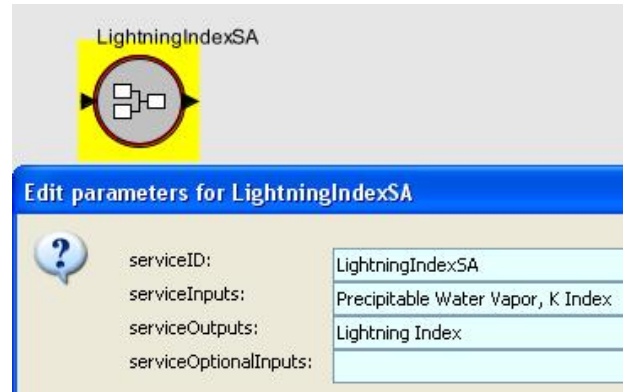 LightningIndexSA
Edit parameters for LightningIndexSA
?
serviceID: LightningIndexSA
serviceInputs: Precipitable Water Vapor, K Index
serviceOutputs: Lightning Index
serviceOptionalInputs: